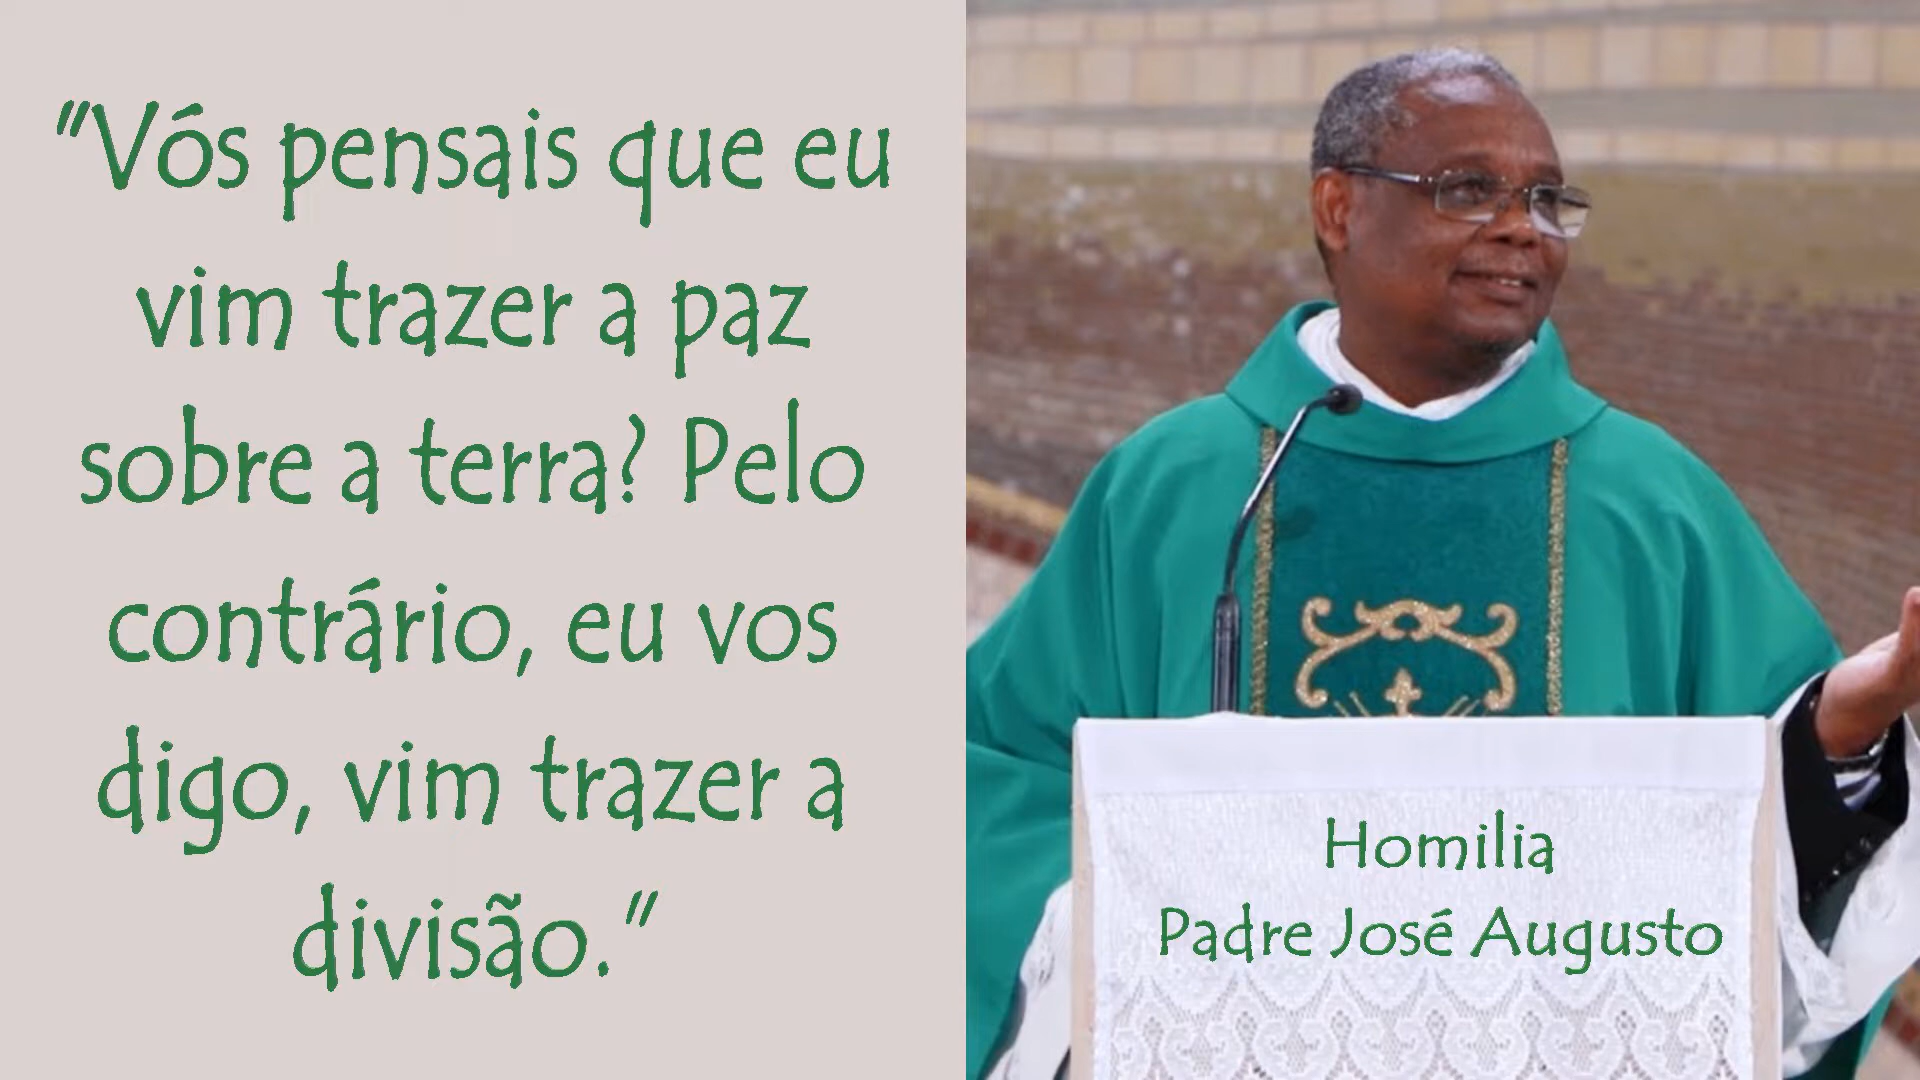 "Vós pensais que eu
vim trazer a paz
sobre a terra? Pelo
contrário, eu vos
digo, vim trazer a
divisão."
Homilia
Padre José Augusto